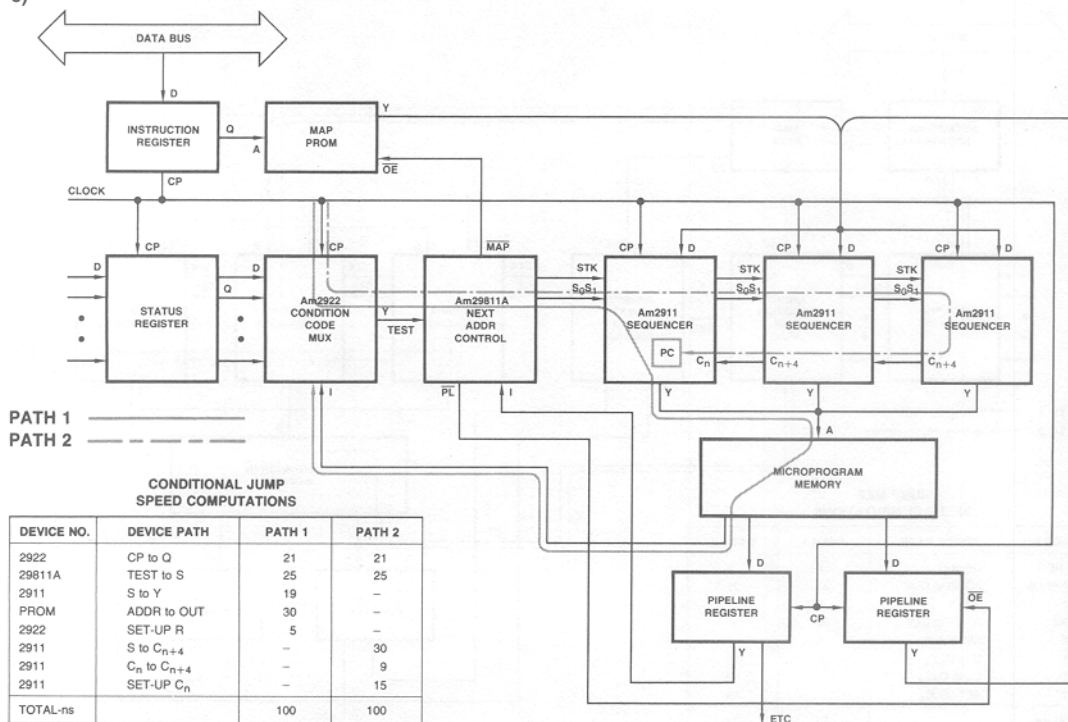 DATA BUS
D
INSTRUCTION
REGISTER
Q
A
MAP
PROM
Y
OE
CP
CLOCK
CP
CP
MAP
CP
D
CP
D
CP
D
D
STATUS
REGISTER
D
Q
Am2922
CONDITION
CODE
MUX
Y
TEST
I
Am29811A
NEXT
ADDR
CONTROL
PL
I
STK
S0S1
Am2911
SEQUENCER
PC
Cn
Y
STK
S0S1
Am2911
SEQUENCER
Cn+4
Y
STK
S0S1
Am2911
SEQUENCER
Cn+4
Y
PATH 1
PATH 2
A
MICROPROGRAM
MEMORY
D
D
PIPELINE
REGISTER
CP
PIPELINE
REGISTER
OE
Y
Y
ETC
CONDITIONAL JUMP
SPEED COMPUTATIONS
DEVICE NO. DEVICE PATH PATH 1 PATH 2
2922 CP to Q 21 21
29811A TEST to S 25 25
2911 S to Y 19 –
PROM ADDR to OUT 30 –
2922 SET-UP R 5 –
2911 S to Cn+4 – 30
2911 Cn to Cn+4 – 9
2911 SET-UP Cn – 15
TOTAL-ns 100 100